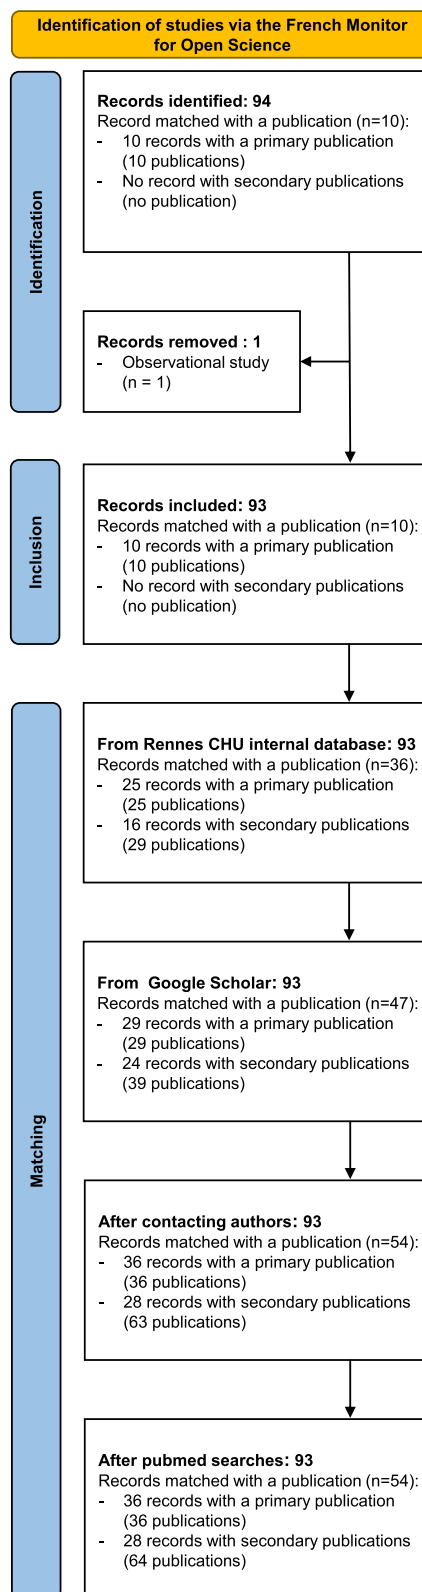 Identification of studies via the French Monitor
for Open Science
Identification
Records identified: 94
Record matched with a publication (n=10):
- 10 records with a primary publication
(10 publications)
- No record with secondary publications
(no publication)
Records removed : 1
- Observational study
(n = 1)
Inclusion
Records included: 93
Records matched with a publication (n=10):
- 10 records with a primary publication
(10 publications)
- No record with secondary publications
(no publication)
Matching
From Rennes CHU internal database: 93
Records matched with a publication (n=36):
- 25 records with a primary publication
(25 publications)
- 16 records with secondary publications
(29 publications)
From Google Scholar: 93
Records matched with a publication (n=47):
- 29 records with a primary publication
(29 publications)
- 24 records with secondary publications
(39 publications)
After contacting authors: 93
Records matched with a publication (n=54):
- 36 records with a primary publication
(36 publications)
- 28 records with secondary publications
(63 publications)
After pubmed searches: 93
Records matched with a publication (n=54):
- 36 records with a primary publication
(36 publications)
- 28 records with secondary publications
(64 publications)